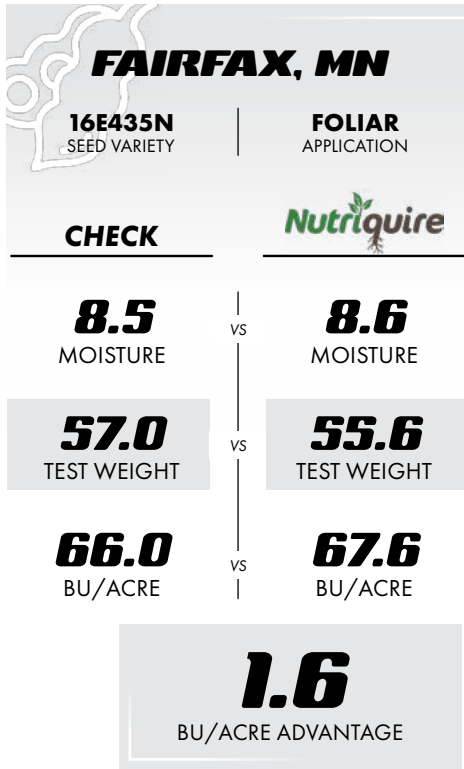 FAIRFAX, MN
16E435N
SEED VARIETY
FOLIAR
APPLICATION
CHECK
Nutriquire
8.5
MOISTURE
vs
8.6
MOISTURE
57.0
TEST WEIGHT
vs
55.6
TEST WEIGHT
66.0
BU/ACRE
vs
67.6
BU/ACRE
1.6
BU/ACRE ADVANTAGE